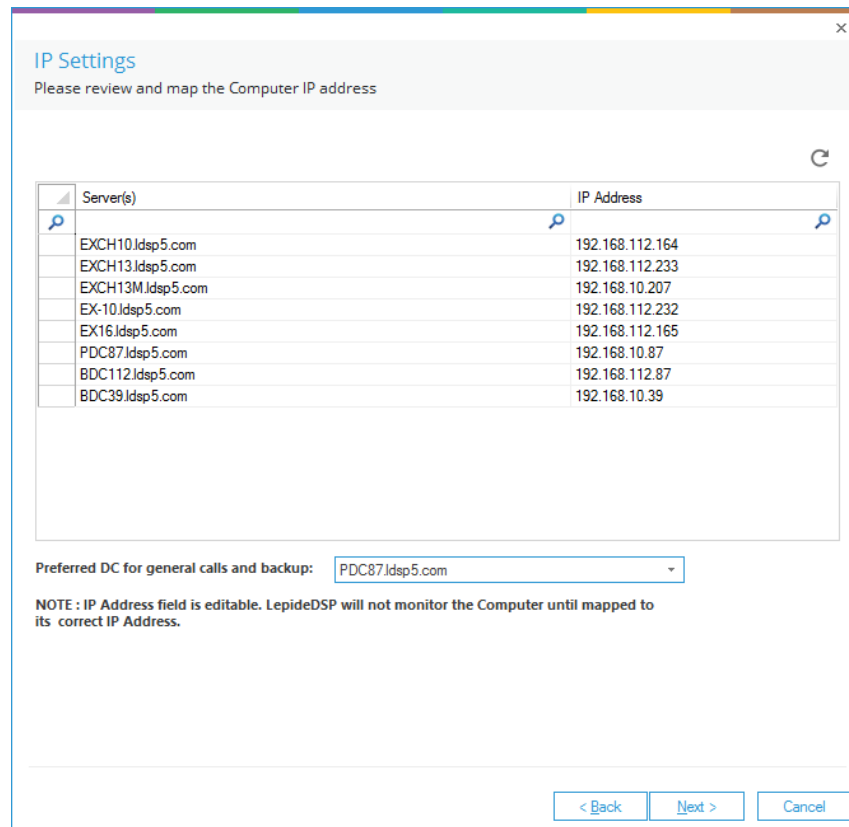 IP Settings
Please review and map the Computer IP address
Server(s) IP Address
EXCH10.ldsp5.com 192.168.112.164
EXCH13.ldsp5.com 192.168.112.233
EXCH13M.ldsp5.com 192.168.10.207
EX-10.ldsp5.com 192.168.112.232
EX16.ldsp5.com 192.168.112.165
PDC87.ldsp5.com 192.168.10.87
BDC112.ldsp5.com 192.168.112.87
BDC39.ldsp5.com 192.168.10.39
Preferred DC for general calls and backup: PDC87.ldsp5.com
NOTE : IP Address field is editable. LepideDSP will not monitor the Computer until mapped to
its correct IP Address.
< Back Next > Cancel